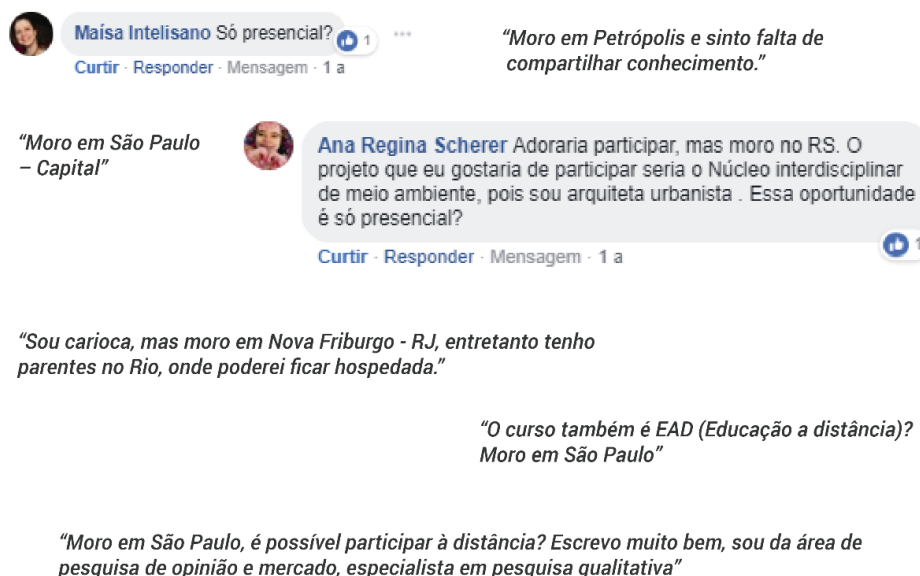 Maísa Intelisano Só presencial?
1
Curtir · Responder · Mensagem · 1 a
“Moro em Petrópolis e sinto falta de
compartilhar conhecimento.”
“Moro em São Paulo
– Capital”
Ana Regina Scherer Adoraria participar, mas moro no RS. O
projeto que eu gostaria de participar seria o Núcleo interdisciplinar
de meio ambiente, pois sou arquiteta urbanista . Essa oportunidade
é só presencial?
1
Curtir · Responder · Mensagem · 1 a
“Sou carioca, mas moro em Nova Friburgo - RJ, entretanto tenho
parentes no Rio, onde poderei ficar hospedada.”
“O curso também é EAD (Educação a distância)?
Moro em São Paulo”
“Moro em São Paulo, é possível participar à distância? Escrevo muito bem, sou da área de
pesquisa de opinião e mercado, especialista em pesquisa qualitativa”